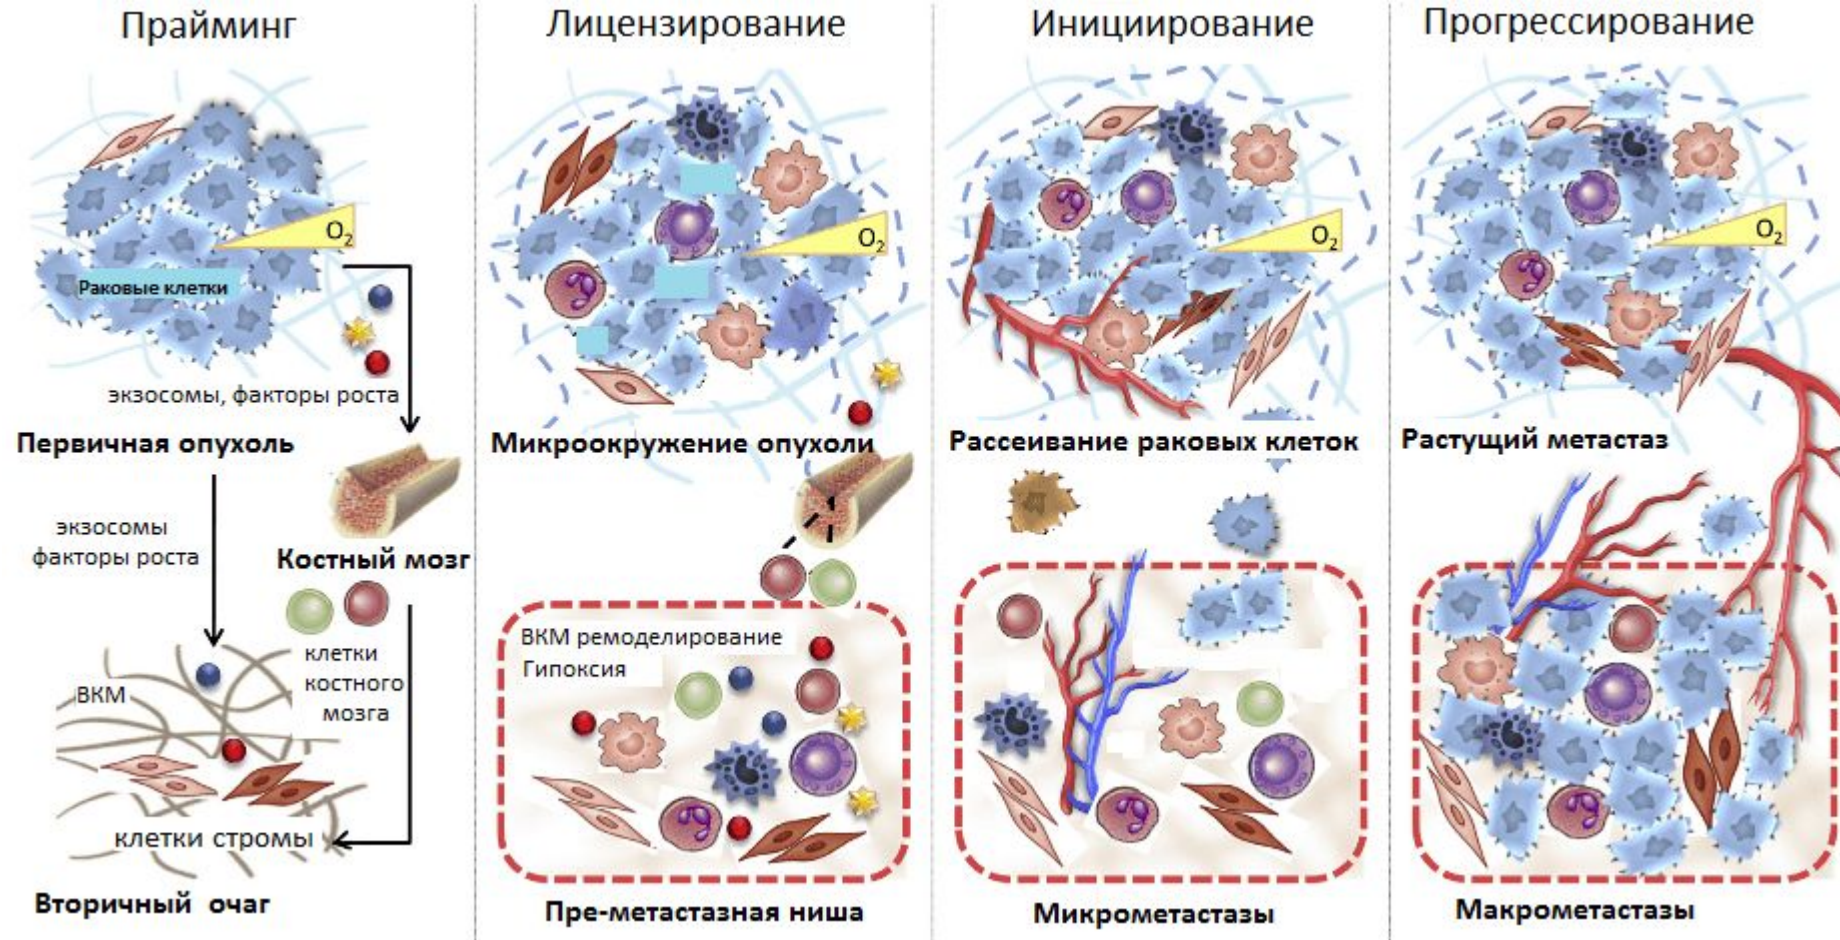 Прайминг
O2
Раковые клетки
экзосомы, факторы роста
Первичная опухоль
экзосомы
факторы роста
Костный мозг
клетки
костного
мозга
ВКМ
клетки стромы
Вторичный очаг
Лицензирование
O2
Микроокружение опухоли
ВКМ ремоделирование
Гипоксия
Пре-метастазная ниша
Инициирование
O2
Рассеивание раковых клеток
Микрометастазы
Прогрессирование
O2
Растущий метастаз
Макрометастазы